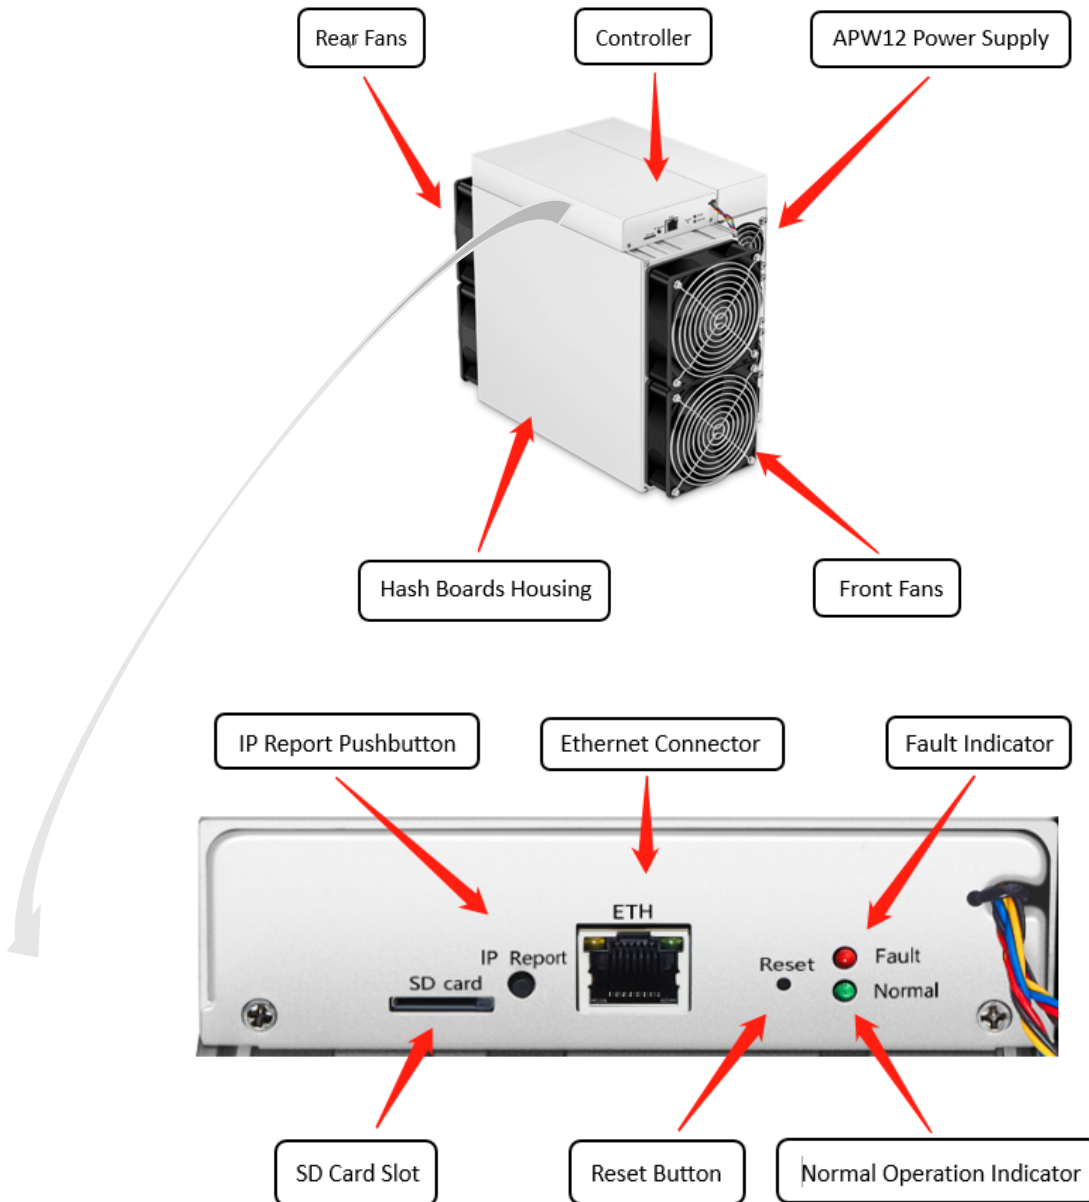 Rear Fans
Controller
APW12 Power Supply
Hash Boards Housing
Front Fans
IP Report Pushbutton
Ethernet Connector
Fault Indicator
ETH
IP Report
SD card
Reset
Fault
Normal
SD Card Slot
Reset Button
Normal Operation Indicator